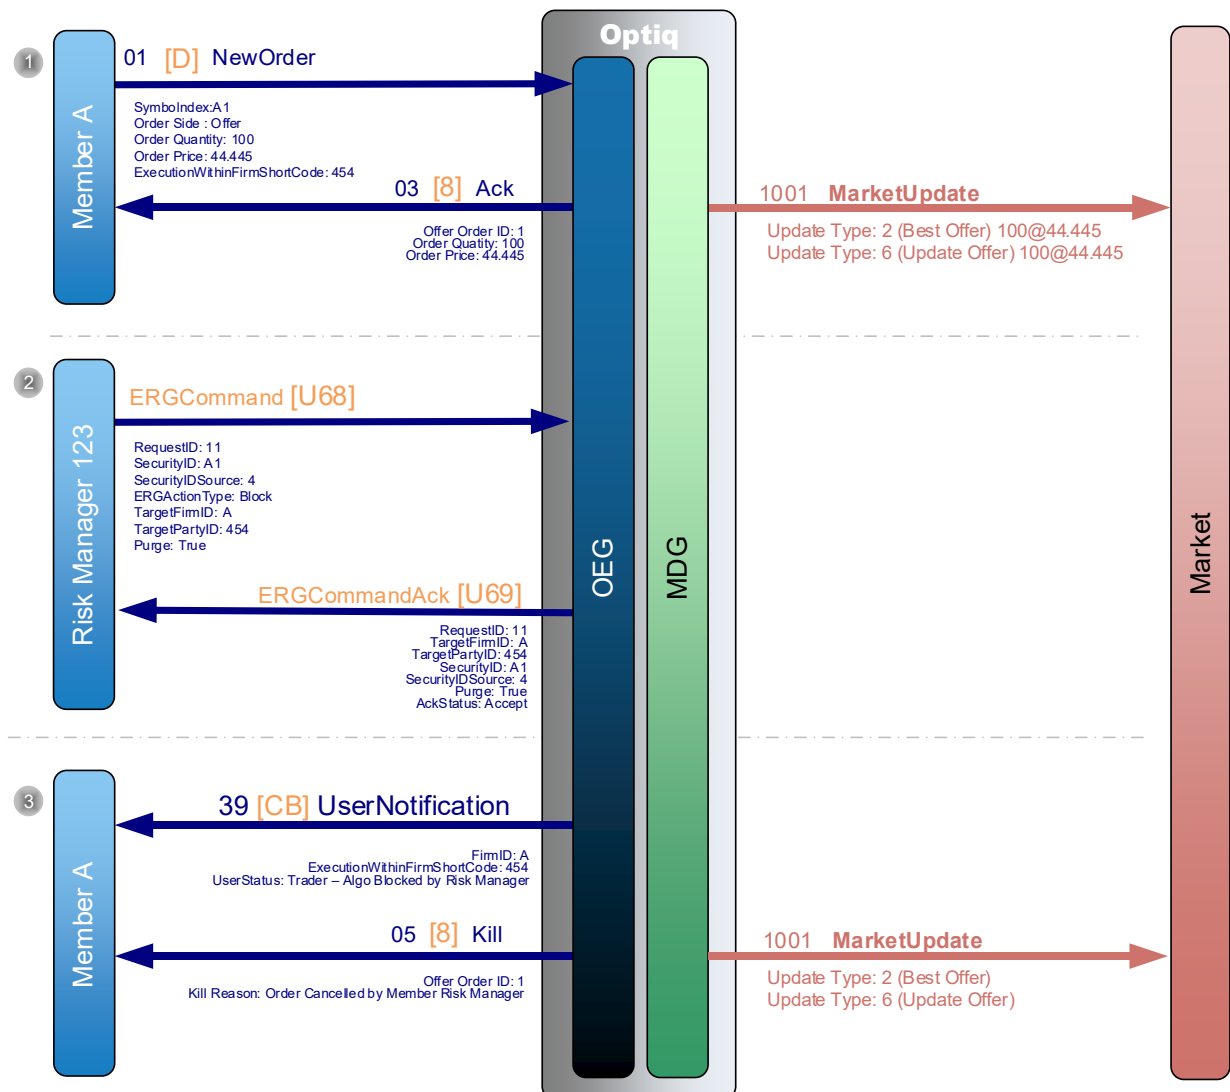 Optiq
1
Member A
01 [D] NewOrder
SymbolIndex:A1
Order Side : Offer
Order Quantity: 100
Order Price: 44.445
ExecutionWithinFirmShortCode: 454
03 [8] Ack
Offer Order ID: 1
Order Quatity: 100
Order Price: 44.445
1001 MarketUpdate
Update Type: 2 (Best Offer) 100@44.445
Update Type: 6 (Update Offer) 100@44.445
OEG
MDG
Market
2
Risk Manager 123
ERGCommand [U68]
RequestID: 11
SecurityID: A1
SecurityIDSource: 4
ERGActionType: Block
TargetFirmID: A
TargetPartyID: 454
Purge: True
ERGCommandAck [U69]
RequestID: 11
TargetFirmID: A
TargetPartyID: 454
SecurityID: A1
SecurityIDSource: 4
Purge: True
AckStatus: Accept
3
Member A
39 [CB] UserNotification
FirmID: A
ExecutionWithinFirmShortCode: 454
UserStatus: Trader – Algo Blocked by Risk Manager
05 [8] Kill
Offer Order ID: 1
Kill Reason: Order Cancelled by Member Risk Manager
1001 MarketUpdate
Update Type: 2 (Best Offer)
Update Type: 6 (Update Offer)